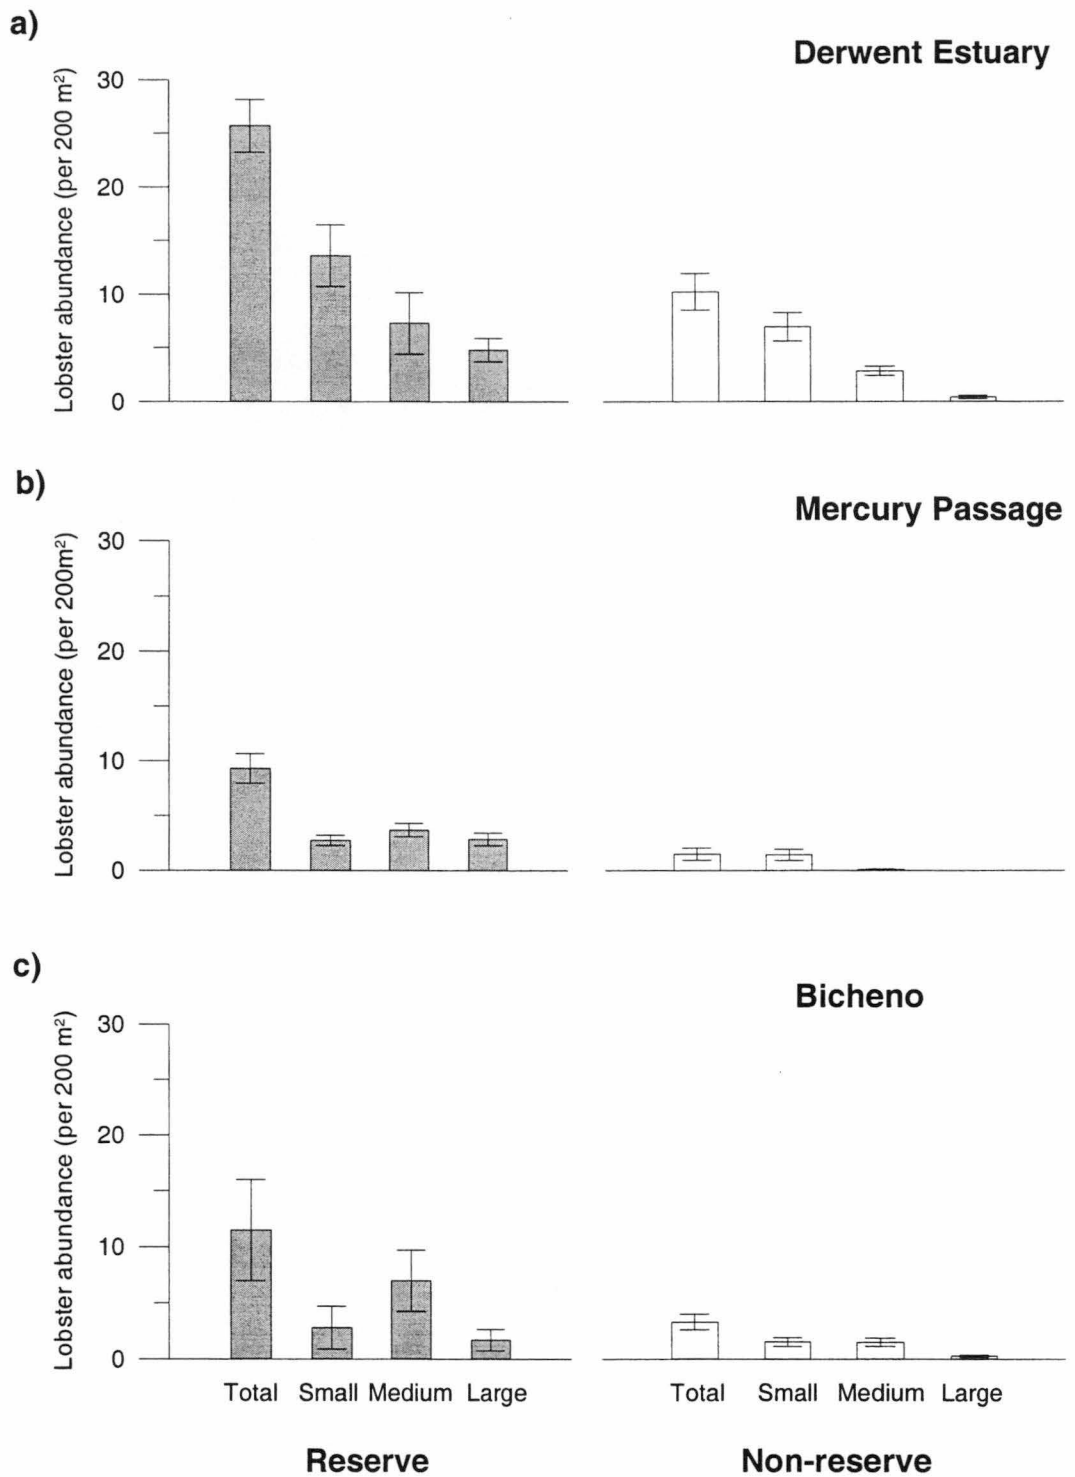 a)
Derwent Estuary
Lobster abundance (per 200 m²)
30
20
10
0
b)
Mercury Passage
Lobster abundance (per 200m²)
30
20
10
0
c)
Bicheno
Lobster abundance (per 200 m²)
30
20
10
0
Total Small Medium Large Total Small Medium Large
Reserve Non-reserve